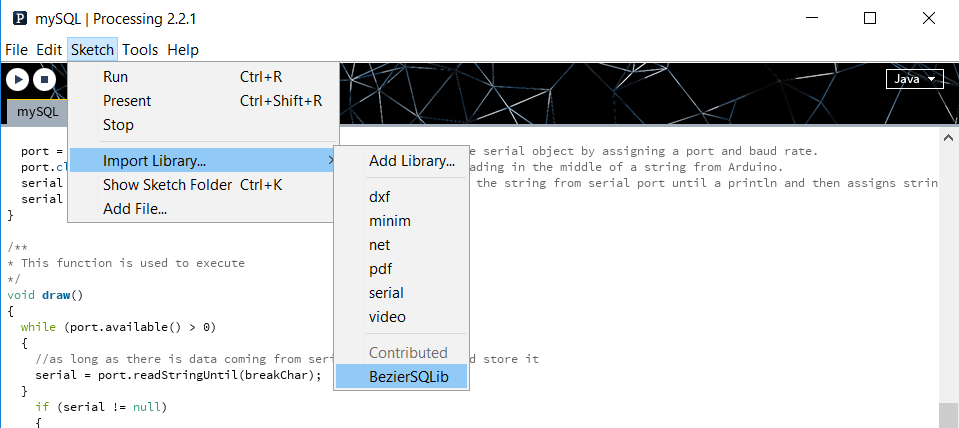 mySQL | Processing 2.2.1
File Edit Sketch Tools Help
Run Ctrl+R
Present Ctrl+Shift+R
Stop
Import Library...
Show Sketch Folder Ctrl+K
Add File...
Java
mySQL
Add Library...
dxf
minim
net
pdf
serial
video
Contributed
BezierSQLib
port = e serial object by assigning a port and baud rate.
port.cl ading in the middle of a string from Arduino.
serial the string from serial port until a println and then assigns strin
serial
}
/**
* This function is used to execute
*/
void draw()
{
while (port.available() > 0)
{
//as long as there is data coming from seri d store it
serial = port.readStringUntil(breakChar);
}
if (serial != null)
{